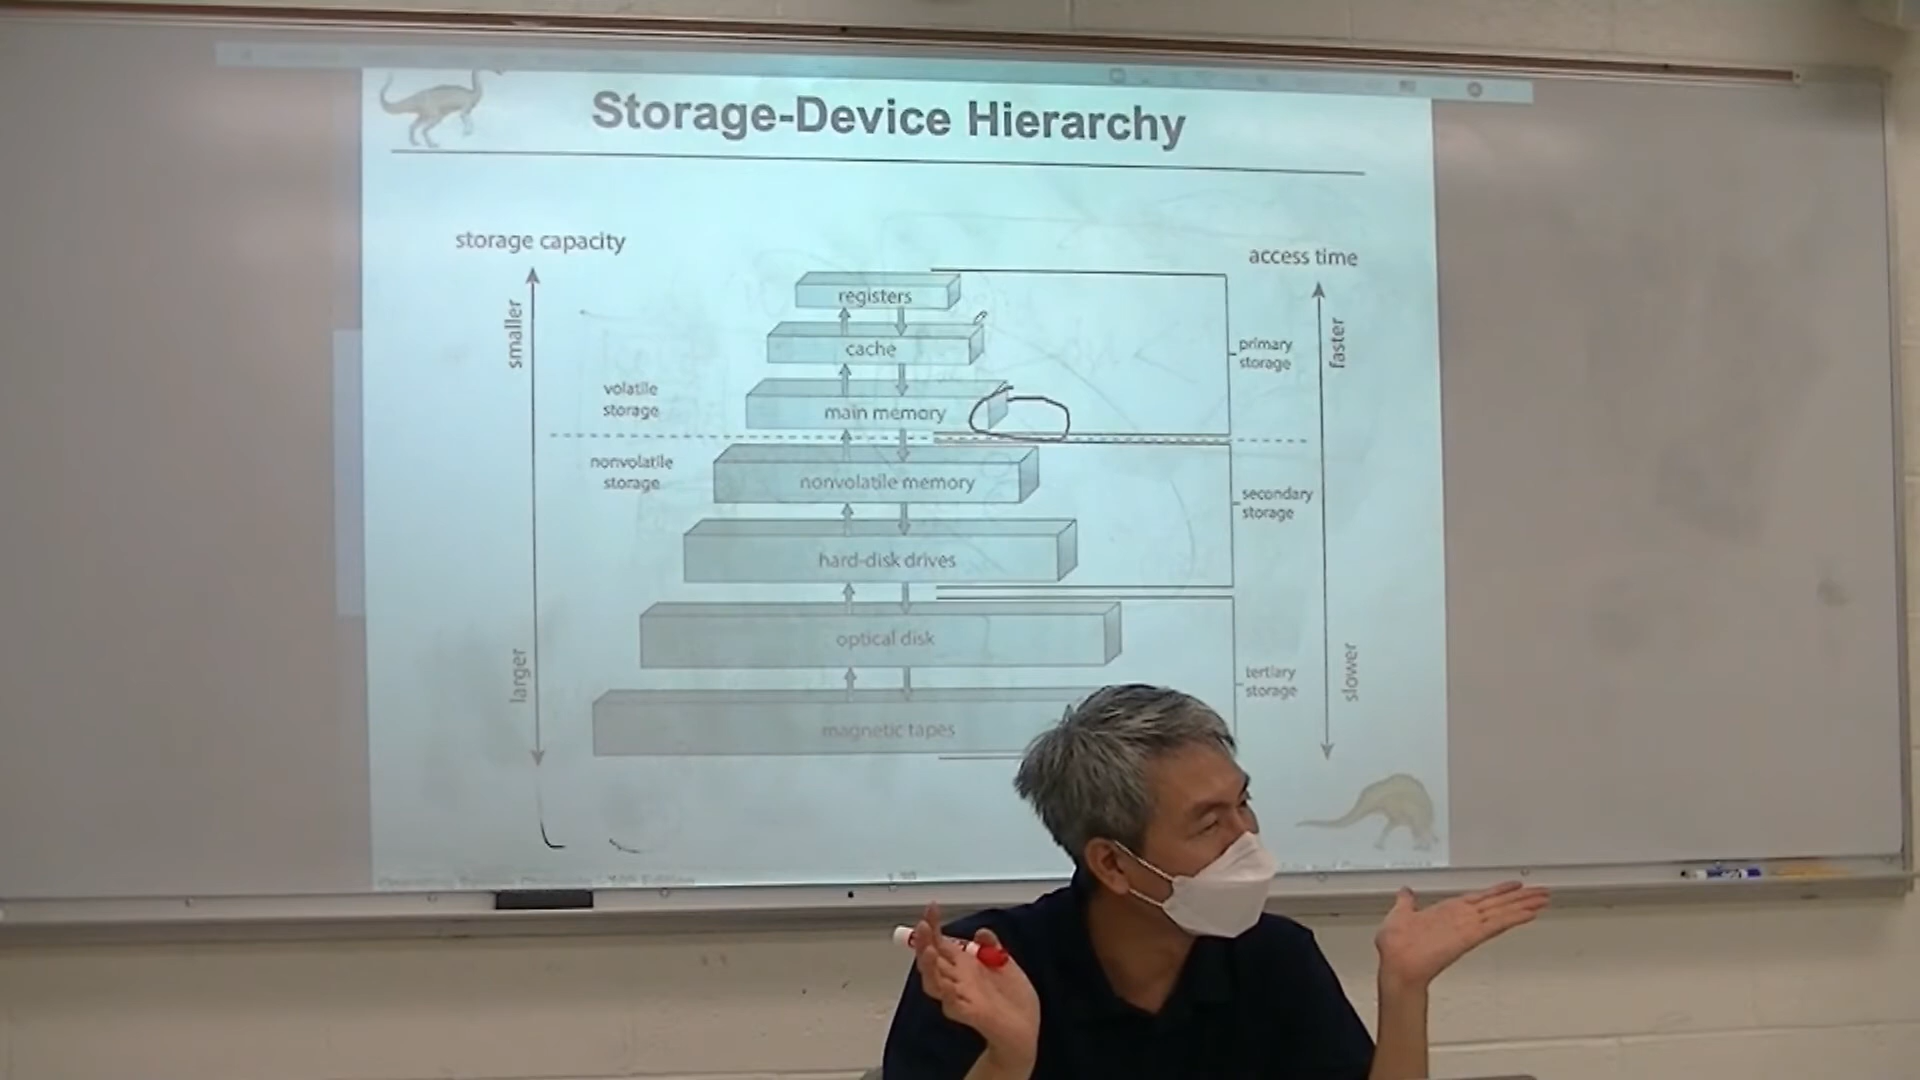 Storage-Device Hierarchy
storage capacity
access time
smaller
registers
cache
primary
storage
faster
volatile
storage
main memory
nonvolatile
storage
nonvolatile memory
secondary
storage
hard-disk drives
optical disk
larger
tertiary
storage
slower
magnetic tapes